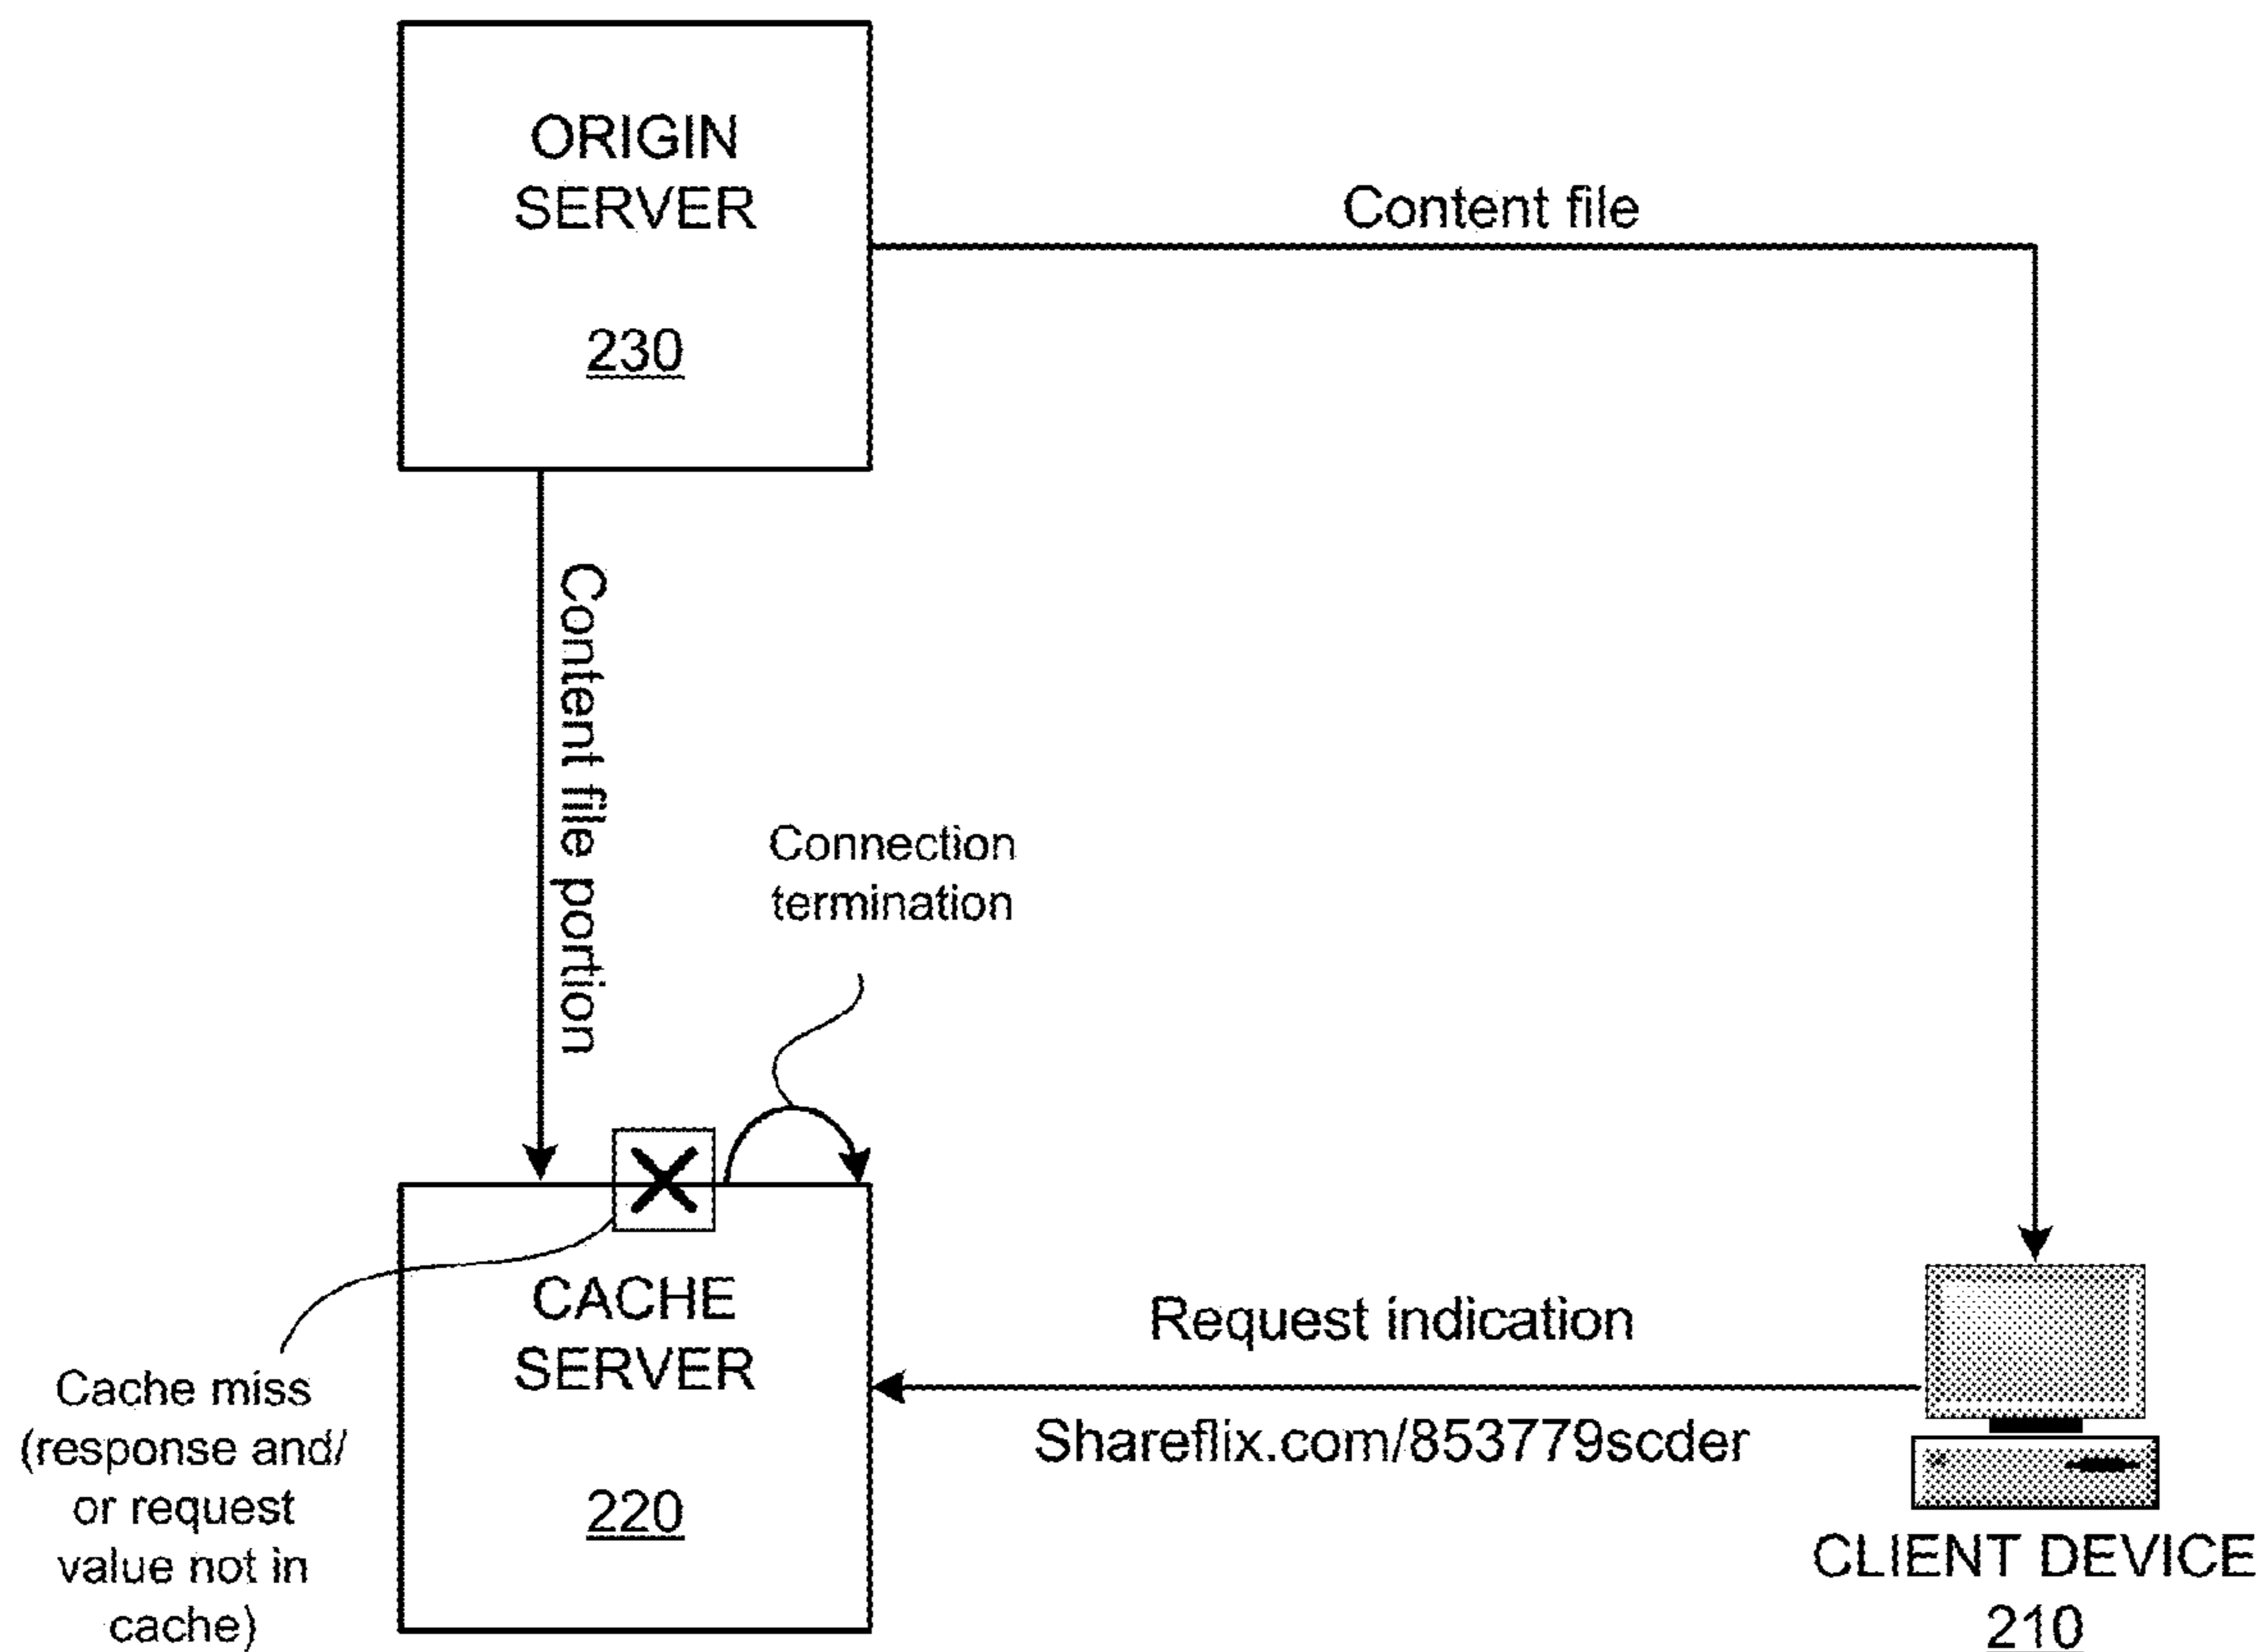 ORIGIN
SERVER
230
Content file
Content file portion
Connection
termination
CACHE
SERVER
220
Cache miss
(response and/
or request
value not in
cache)
Request indication
Shareflix.com/853779scder
CLIENT DEVICE
210